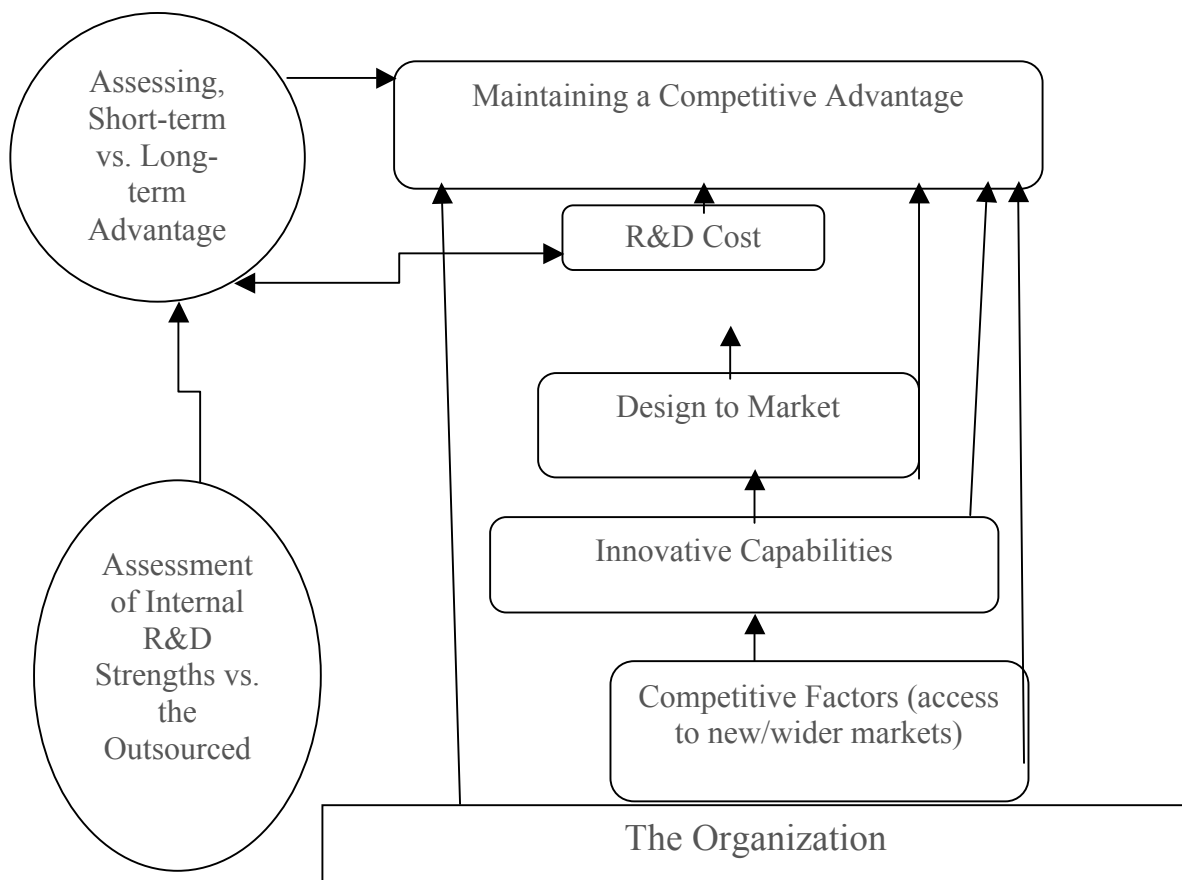 Assessing,
Short-term
vs. Long-
term
Advantage
Maintaining a Competitive Advantage
R&D Cost
Design to Market
Innovative Capabilities
Assessment
of Internal
R&D
Strengths vs.
the
Outsourced
Competitive Factors (access
to new/wider markets)
The Organization